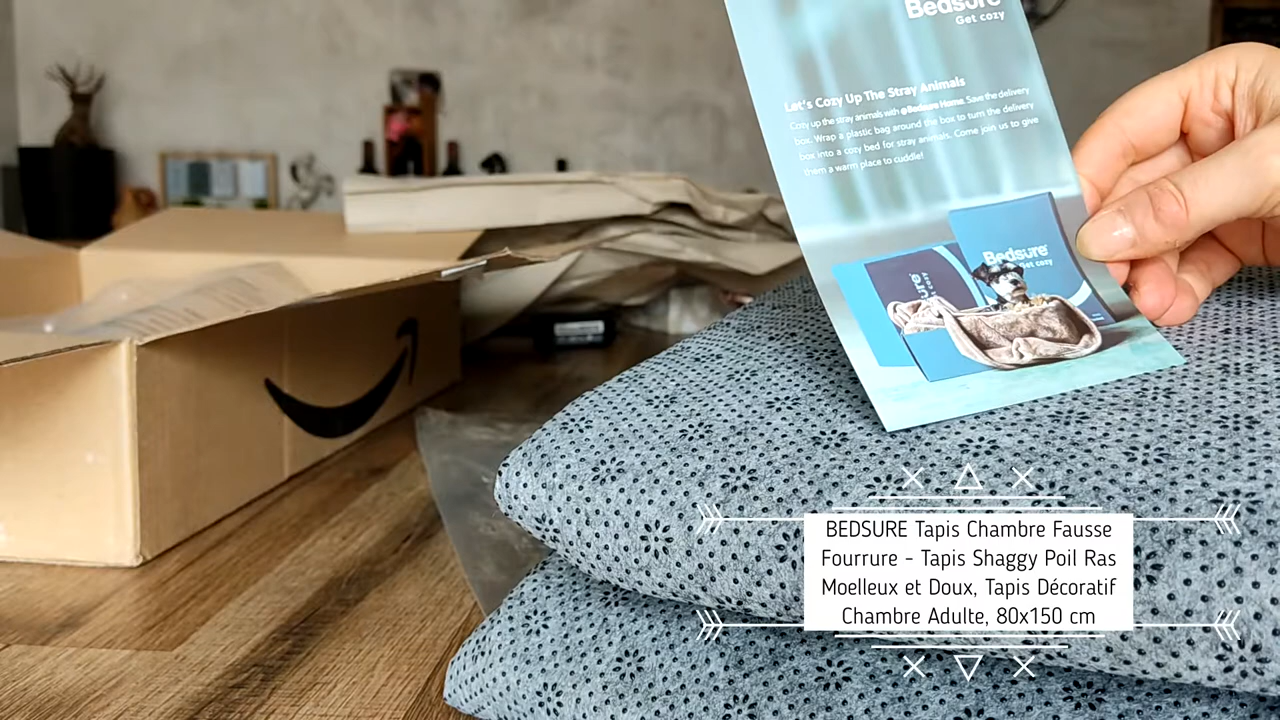 Bedsure
Get cozy
Let's Cozy Up The Stray Animals
Cozy up the stray animals with @Bedsure Home. Save the delivery
box. Wrap a plastic bag around the box to turn the delivery
box into a cozy bed for stray animals. Come join us to give
them a warm place to cuddle!
Bedsure
Get cozy
BEDSURE Tapis Chambre Fausse
Fourrure - Tapis Shaggy Poil Ras
Moelleux et Doux, Tapis Décoratif
Chambre Adulte, 80x150 cm